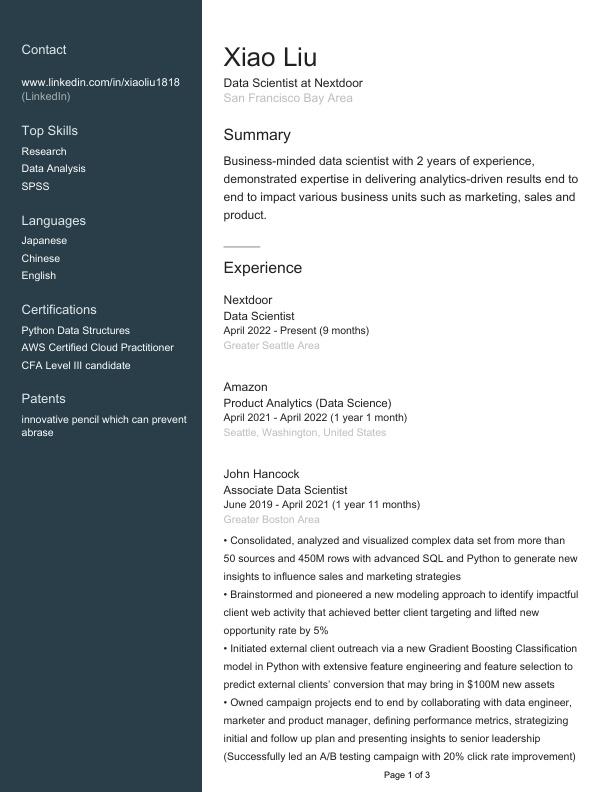 Contact
www.linkedin.com/in/xiaoliu1818
(LinkedIn)
Top Skills
Research
Data Analysis
SPSS
Languages
Japanese
Chinese
English
Certifications
Python Data Structures
AWS Certified Cloud Practitioner
CFA Level III candidate
Patents
innovative pencil which can prevent
abrase
Xiao Liu
Data Scientist at Nextdoor
San Francisco Bay Area
Summary
Business-minded data scientist with 2 years of experience,
demonstrated expertise in delivering analytics-driven results end to
end to impact various business units such as marketing, sales and
product.
Experience
Nextdoor
Data Scientist
April 2022 - Present (9 months)
Greater Seattle Area
Amazon
Product Analytics (Data Science)
April 2021 - April 2022 (1 year 1 month)
Seattle, Washington, United States
John Hancock
Associate Data Scientist
June 2019 - April 2021 (1 year 11 months)
Greater Boston Area
• Consolidated, analyzed and visualized complex data set from more than
50 sources and 450M rows with advanced SQL and Python to generate new
insights to influence sales and marketing strategies
• Brainstormed and pioneered a new modeling approach to identify impactful
client web activity that achieved better client targeting and lifted new
opportunity rate by 5%
• Initiated external client outreach via a new Gradient Boosting Classification
model in Python with extensive feature engineering and feature selection to
predict external clients' conversion that may bring in $100M new assets
• Owned campaign projects end to end by collaborating with data engineer,
marketer and product manager, defining performance metrics, strategizing
initial and follow up plan and presenting insights to senior leadership
(Successfully led an A/B testing campaign with 20% click rate improvement)
Page 1 of 3